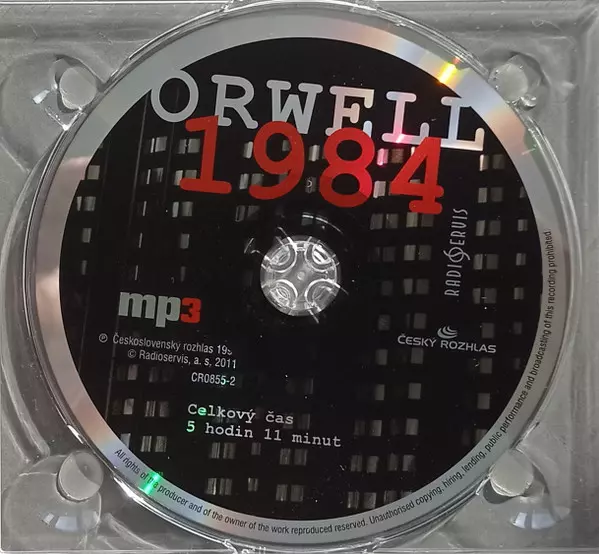 ORWELL
1984
RADIOSERVIS
mp3
ČESKÝ ROZHLAS
℗ Československý rozhlas
© Radioservis, a. s, 2011
CR0855-2
Celkový čas
5 hodin 11 minut
All rights of the producer and of the owner of the work reproduced reserved. Unauthorised copying, hiring, lending, public performance and broadcasting of this recording prohibited.